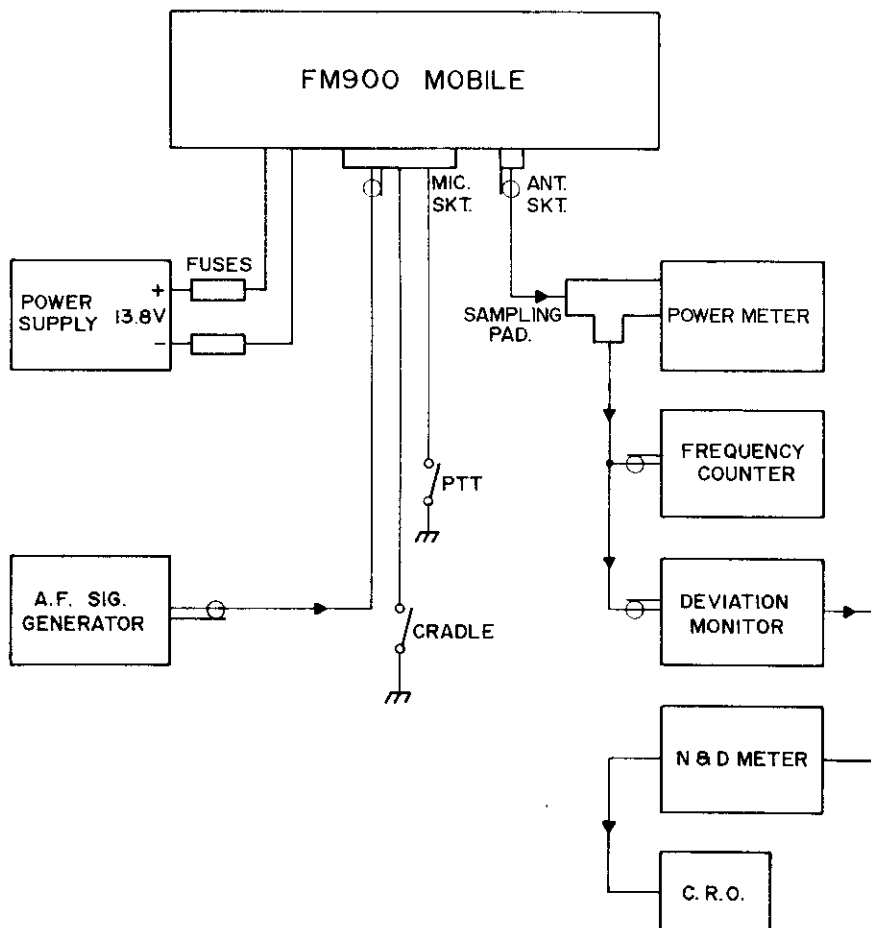 FM900 MOBILE
MIC.
SKT.
ANT.
SKT.
FUSES
POWER
SUPPLY
13.8V
+
-
SAMPLING
PAD.
POWER METER
PTT
FREQUENCY
COUNTER
A.F. SIG.
GENERATOR
CRADLE
DEVIATION
MONITOR
N & D METER
C.R.O.